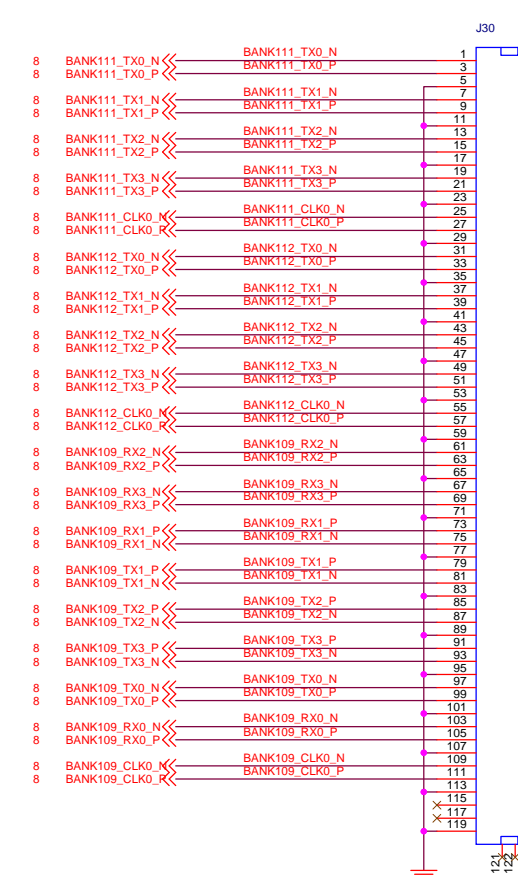 J30
8 BANK111_TX0_N BANK111_TX0_N 1
8 BANK111_TX0_P BANK111_TX0_P 3
5
8 BANK111_TX1_N BANK111_TX1_N 7
8 BANK111_TX1_P BANK111_TX1_P 9
11
8 BANK111_TX2_N BANK111_TX2_N 13
8 BANK111_TX2_P BANK111_TX2_P 15
17
8 BANK111_TX3_N BANK111_TX3_N 19
8 BANK111_TX3_P BANK111_TX3_P 21
23
8 BANK111_CLK0_N BANK111_CLK0_N 25
8 BANK111_CLK0_P BANK111_CLK0_P 27
29
8 BANK112_TX0_N BANK112_TX0_N 31
8 BANK112_TX0_P BANK112_TX0_P 33
35
8 BANK112_TX1_N BANK112_TX1_N 37
8 BANK112_TX1_P BANK112_TX1_P 39
41
8 BANK112_TX2_N BANK112_TX2_N 43
8 BANK112_TX2_P BANK112_TX2_P 45
47
8 BANK112_TX3_N BANK112_TX3_N 49
8 BANK112_TX3_P BANK112_TX3_P 51
53
8 BANK112_CLK0_N BANK112_CLK0_N 55
8 BANK112_CLK0_P BANK112_CLK0_P 57
59
8 BANK109_RX2_N BANK109_RX2_N 61
8 BANK109_RX2_P BANK109_RX2_P 63
65
8 BANK109_RX3_N BANK109_RX3_N 67
8 BANK109_RX3_P BANK109_RX3_P 69
71
8 BANK109_RX1_P BANK109_RX1_P 73
8 BANK109_RX1_N BANK109_RX1_N 75
77
8 BANK109_TX1_P BANK109_TX1_P 79
8 BANK109_TX1_N BANK109_TX1_N 81
83
8 BANK109_TX2_P BANK109_TX2_P 85
8 BANK109_TX2_N BANK109_TX2_N 87
89
8 BANK109_TX3_P BANK109_TX3_P 91
8 BANK109_TX3_N BANK109_TX3_N 93
95
8 BANK109_TX0_N BANK109_TX0_N 97
8 BANK109_TX0_P BANK109_TX0_P 99
101
8 BANK109_RX0_N BANK109_RX0_N 103
8 BANK109_RX0_P BANK109_RX0_P 105
107
8 BANK109_CLK0_N BANK109_CLK0_N 109
8 BANK109_CLK0_P BANK109_CLK0_P 111
113
115
117
119
121
122